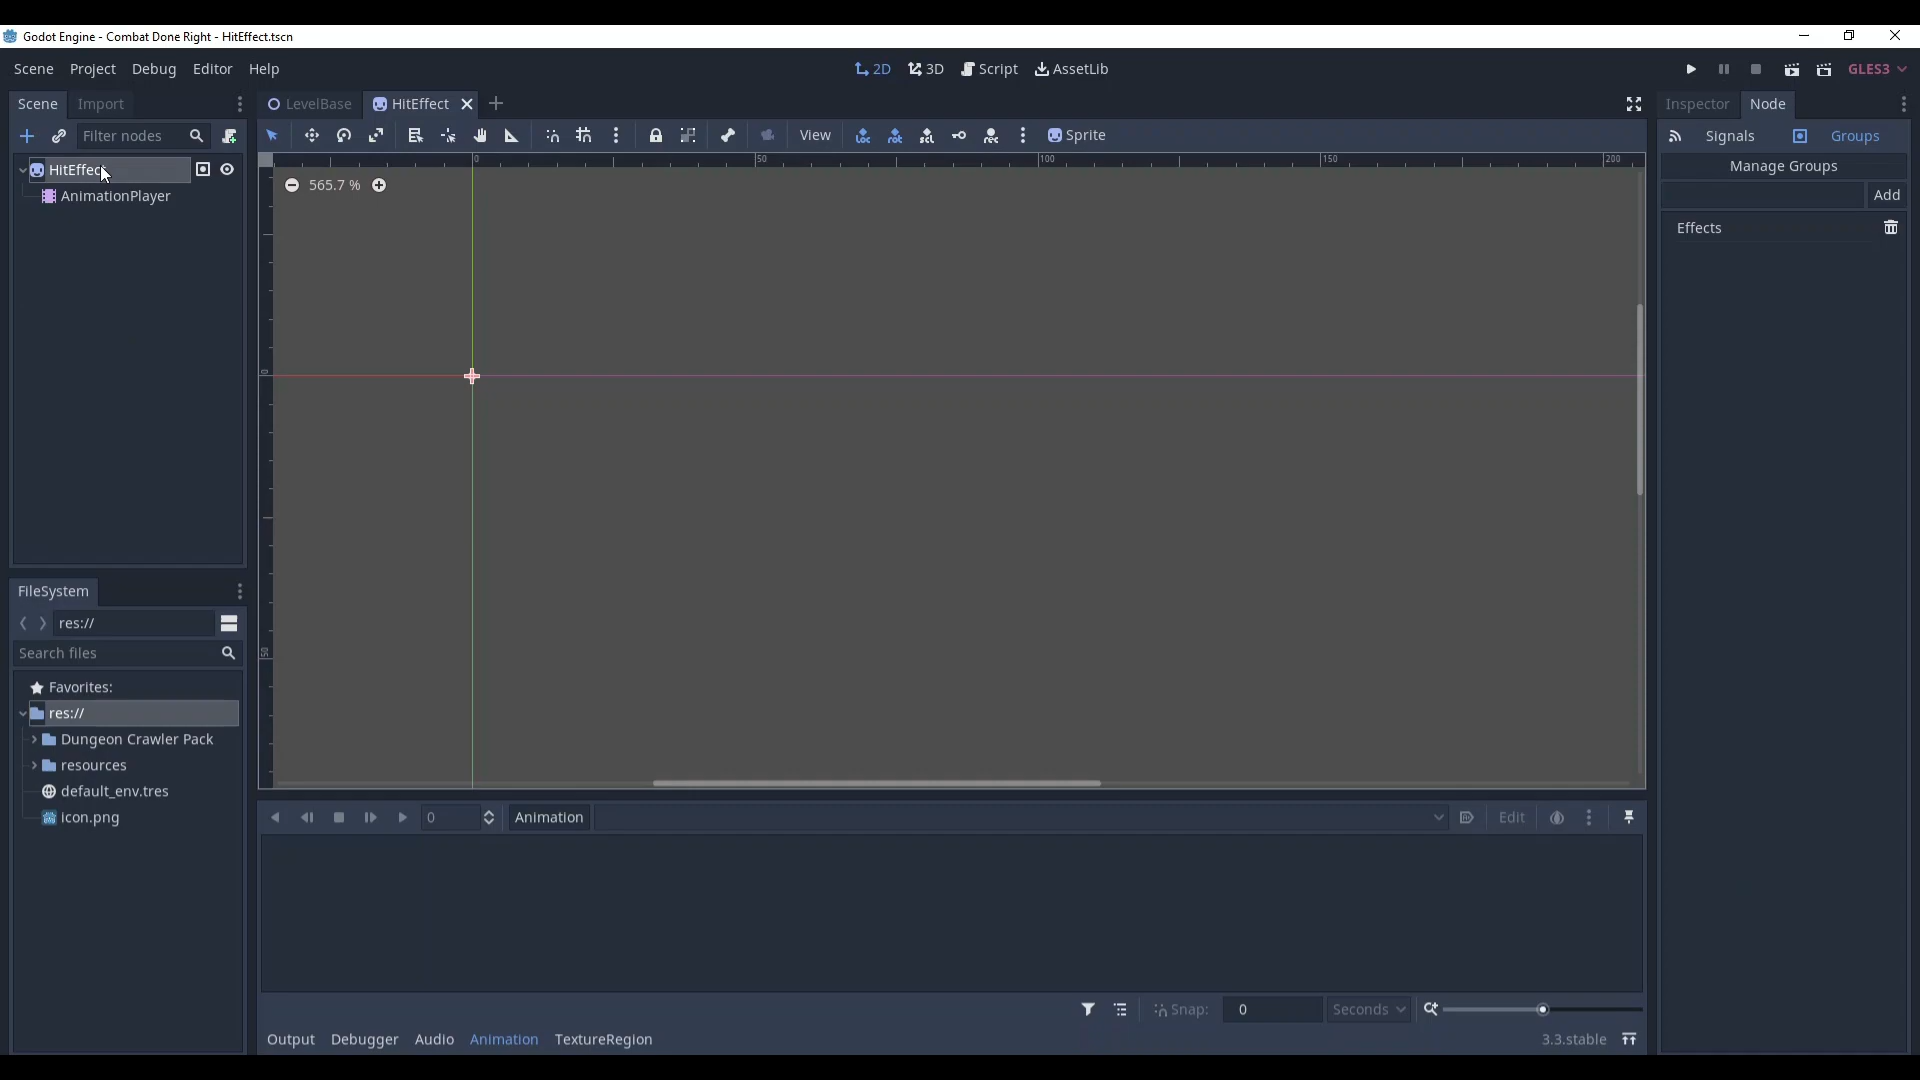 Godot Engine - Combat Done Right - HitEffect.tscn
Scene Project Debug Editor Help
2D 3D Script AssetLib
GLES3
Scene Import
LevelBase HitEffect
Inspector Node
Filter nodes
View
Sprite
Signals Groups
HitEffect
Manage Groups
565.7 %
AnimationPlayer
Add
Effects
0 50 100 150 200
0
50
FileSystem
res://
Search files
Favorites:
res://
Dungeon Crawler Pack
resources
default_env.tres
icon.png
0 Animation Edit
Snap: 0 Seconds
Output Debugger Audio Animation TextureRegion
3.3.stable